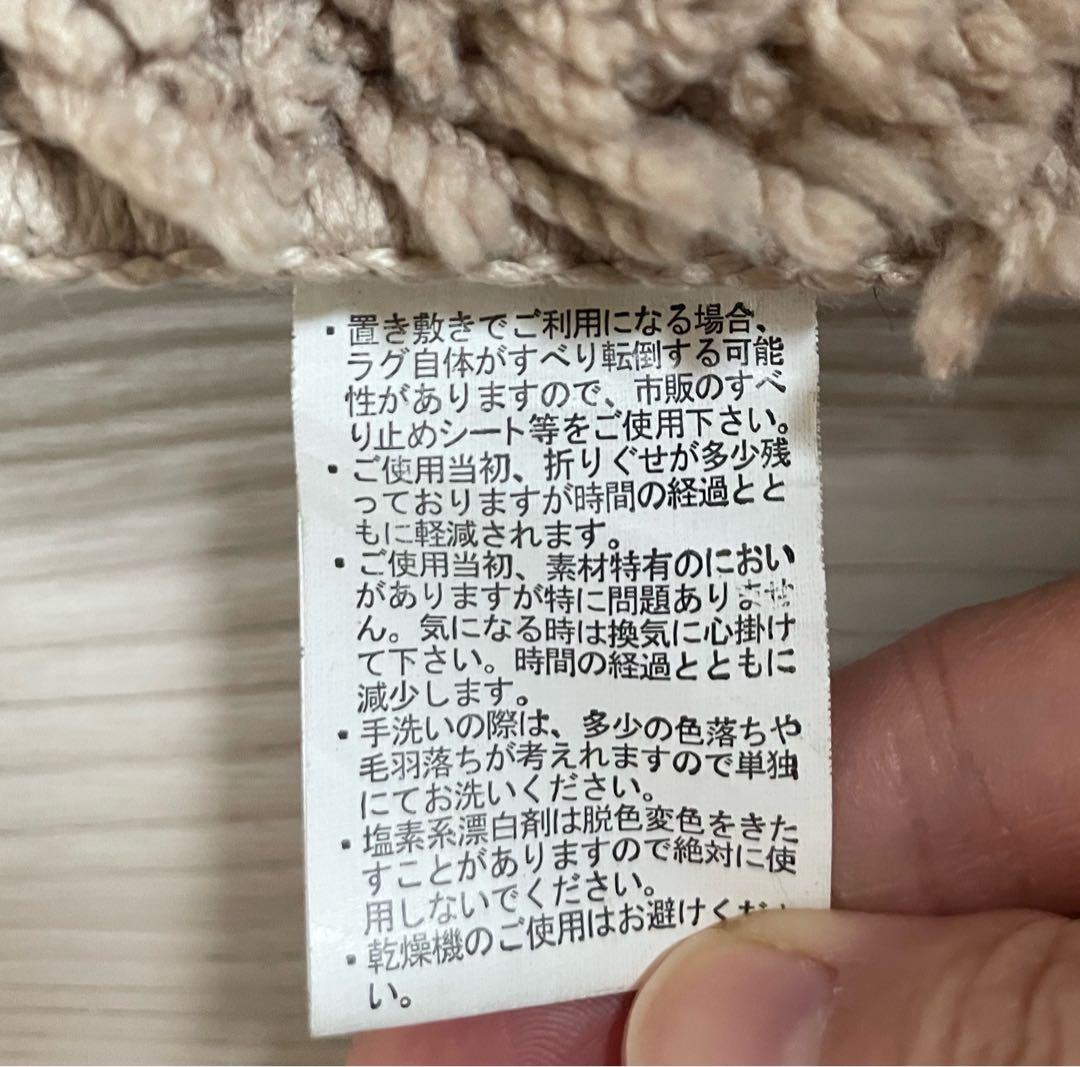 ・置き敷きでご利用になる場合、
ラグ自体がすべり転倒する可能
性がありますので、市販のすべ
り止めシート等をご使用下さい。
・ご使用当初、折りぐせが多少残
っておりますが時間の経過とと
もに軽減されます。
・ご使用当初、素材特有のにおい
がありますが特に問題ありませ
ん。気になる時は換気に心掛け
て下さい。時間の経過とともに
減少します。
・手洗いの際は、多少の色落ちや
毛羽落ちが考えれますので単独
にてお洗いください。
・塩素系漂白剤は脱色変色をきた
すことがありますので絶対に使
用しないでください。
・乾燥機のご使用はお避けくださ
い。